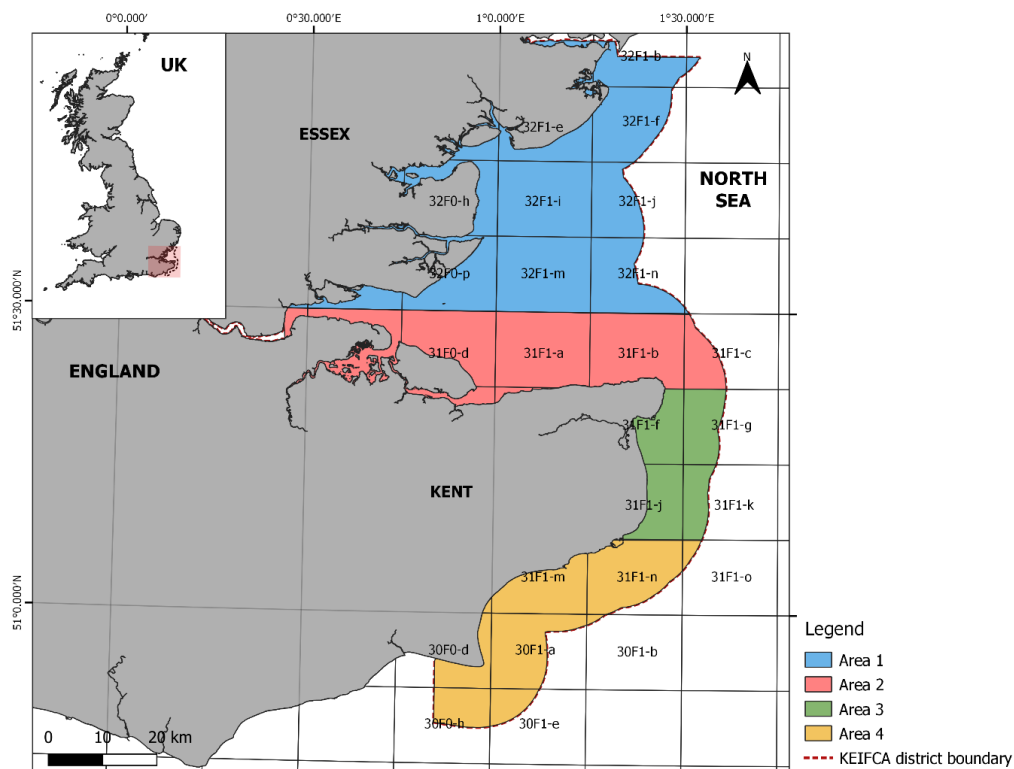 0°0.000'E 0°30.000'E 1°0.000'E 1°30.000'E
UK
N
32F1-b
ESSEX
32F1-e
32F1-f
NORTH
SEA
32F0-h
32F1-i
32F1-j
32F0-p
32F1-m
32F1-n
51°30.000'N
31F0-d
31F1-a
31F1-b
31F1-c
ENGLAND
31F1-f
31F1-g
KENT
31F1-j
31F1-k
31F1-m
31F1-n
31F1-o
51°0.000'N
30F0-d
30F1-a
30F1-b
30F0-h
30F1-e
0 10 20 km
Legend
Area 1
Area 2
Area 3
Area 4
KEIFCA district boundary